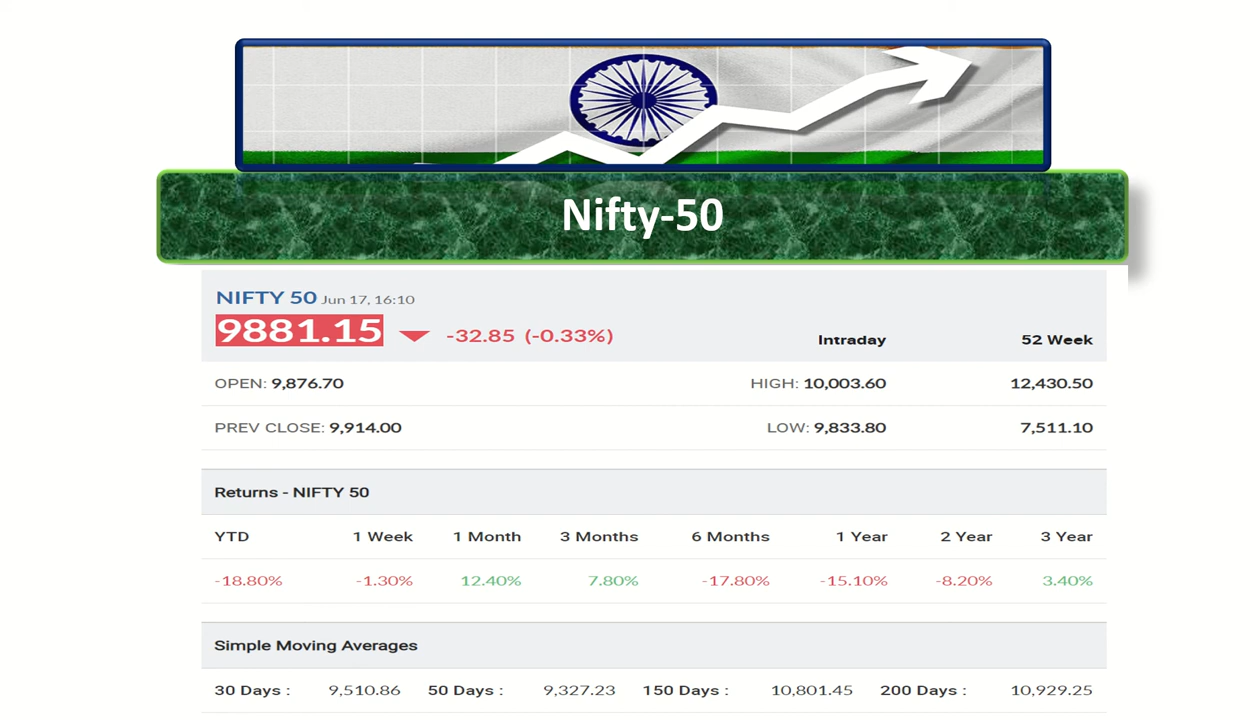 Nifty-50
NIFTY 50 Jun 17, 16:10
9881.15 -32.85 (-0.33%) Intraday 52 Week
OPEN: 9,876.70 HIGH: 10,003.60 12,430.50
PREV CLOSE: 9,914.00 LOW: 9,833.80 7,511.10
Returns - NIFTY 50
YTD 1 Week 1 Month 3 Months 6 Months 1 Year 2 Year 3 Year
-18.80% -1.30% 12.40% 7.80% -17.80% -15.10% -8.20% 3.40%
Simple Moving Averages
30 Days : 9,510.86 50 Days : 9,327.23 150 Days : 10,801.45 200 Days : 10,929.25